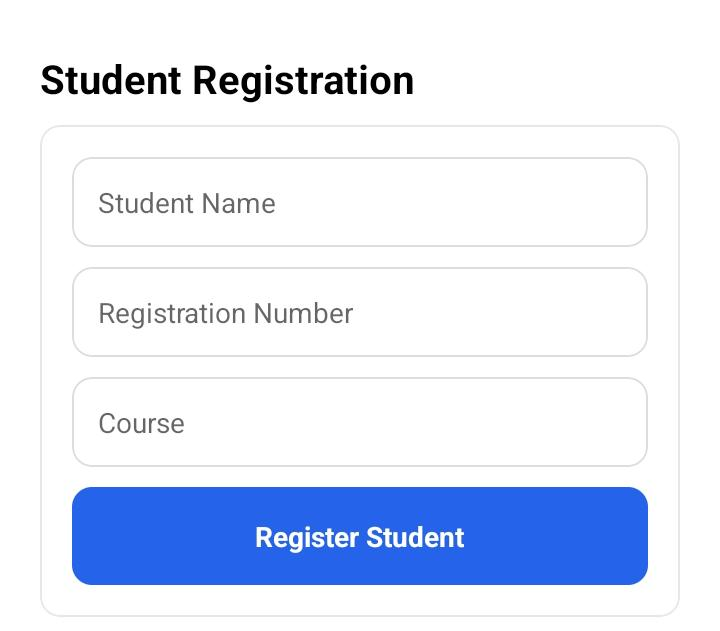 Student Registration
Student Name
Registration Number
Course
Register Student